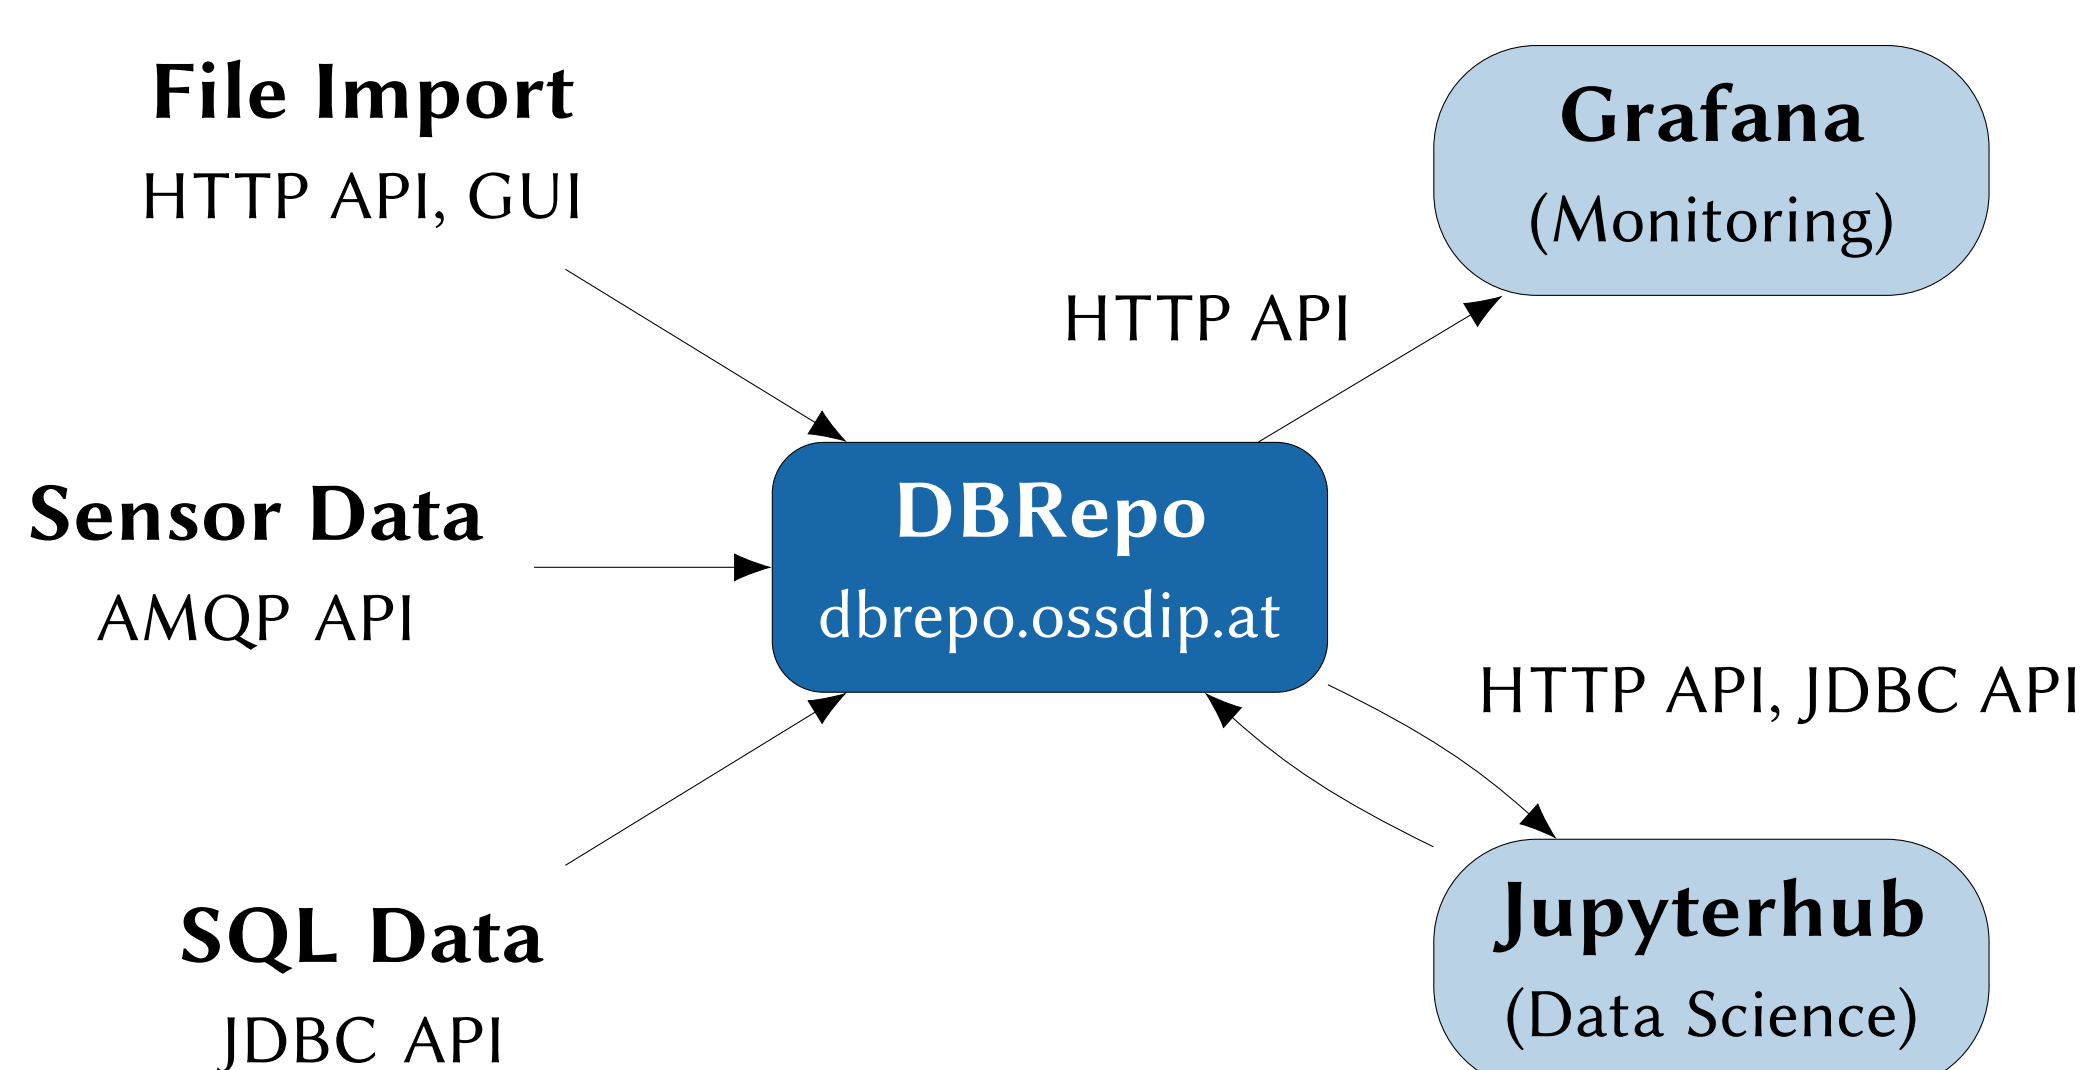 File Import
HTTP API, GUI
Grafana
(Monitoring)
HTTP API
Sensor Data
AMQP API
DBRepo
dbrepo.ossdip.at
HTTP API, JDBC API
SQL Data
JDBC API
Jupyterhub
(Data Science)